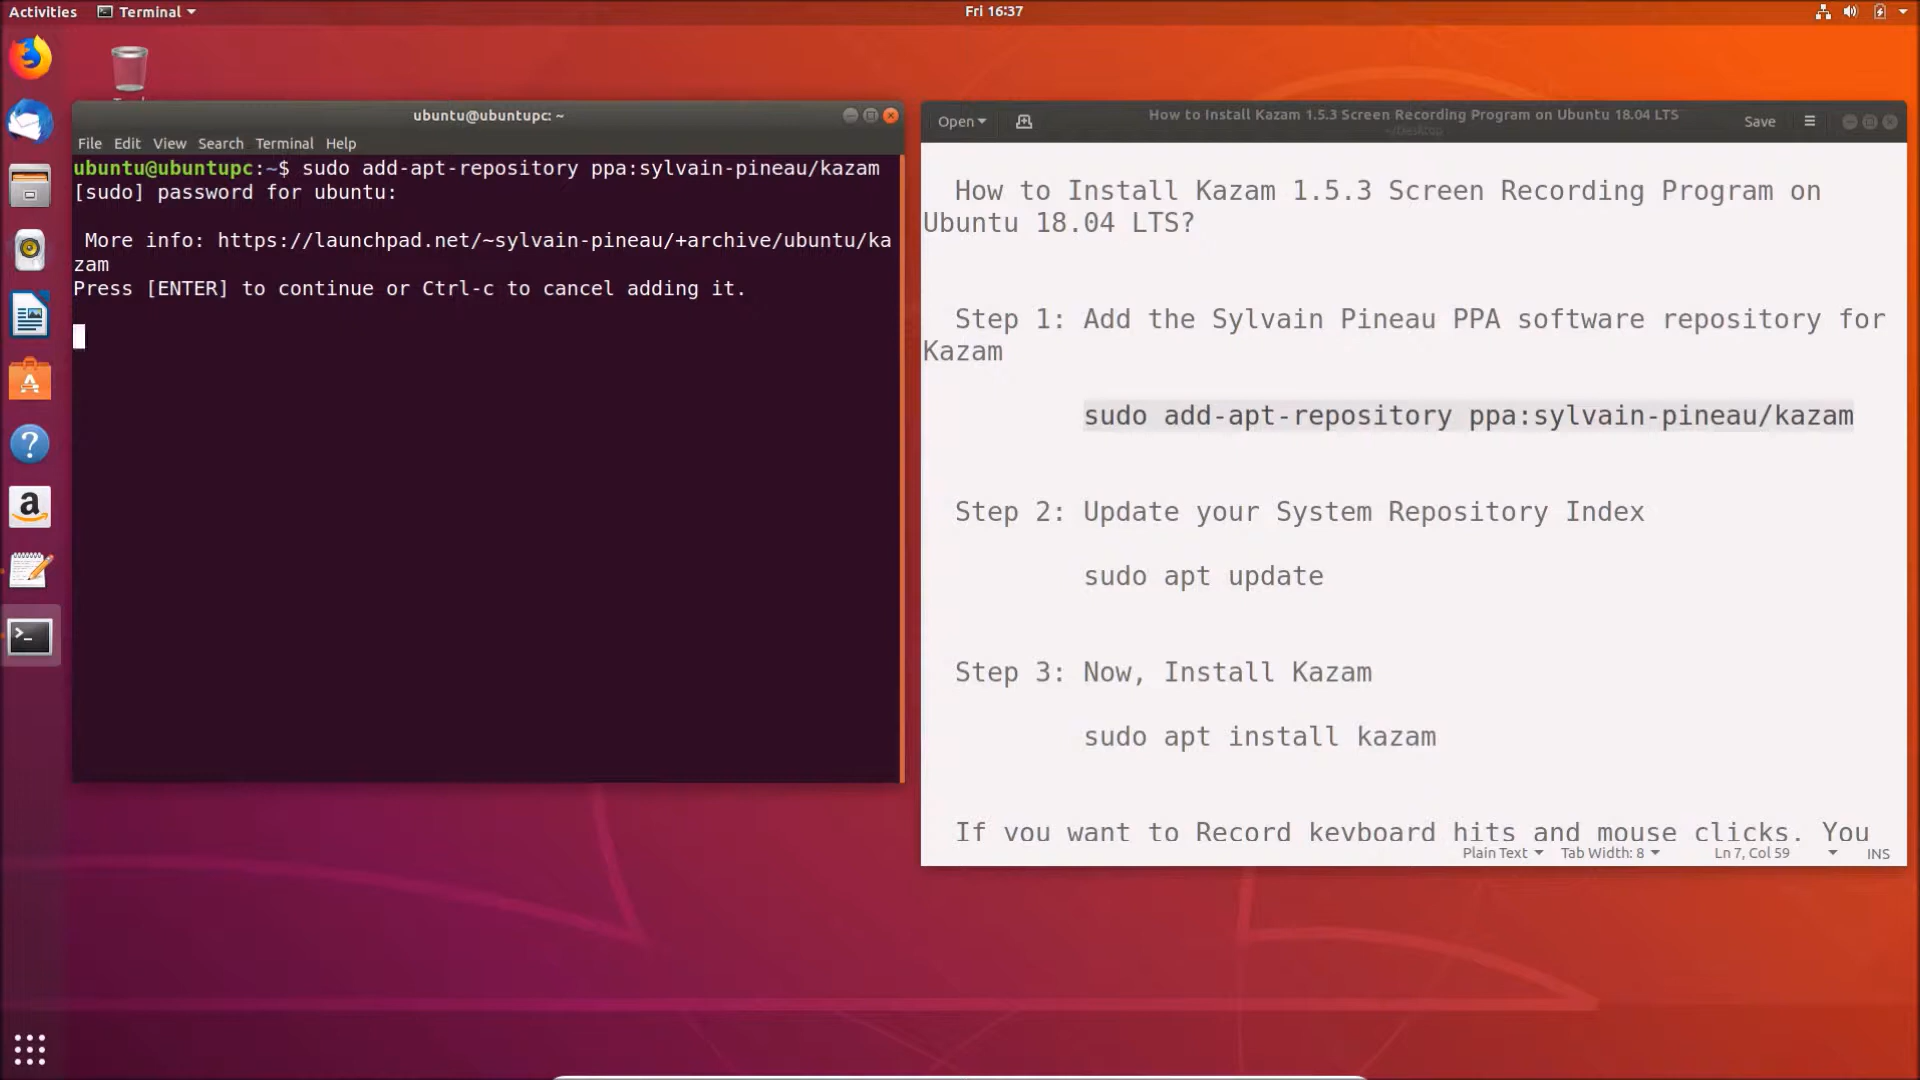 Activities Terminal Fri 16:37
ubuntu@ubuntupc: ~
File Edit View Search Terminal Help
ubuntu@ubuntupc:~$ sudo add-apt-repository ppa:sylvain-pineau/kazam
[sudo] password for ubuntu:
More info: https://launchpad.net/~sylvain-pineau/+archive/ubuntu/ka
zam
Press [ENTER] to continue or Ctrl-c to cancel adding it.
Open How to Install Kazam 1.5.3 Screen Recording Program on Ubuntu 18.04 LTS Save
~/Desktop
How to Install Kazam 1.5.3 Screen Recording Program on
Ubuntu 18.04 LTS?
Step 1: Add the Sylvain Pineau PPA software repository for
Kazam
sudo add-apt-repository ppa:sylvain-pineau/kazam
Step 2: Update your System Repository Index
sudo apt update
Step 3: Now, Install Kazam
sudo apt install kazam
If you want to Record keyboard hits and mouse clicks. You
Plain Text Tab Width: 8 Ln 7, Col 59 INS